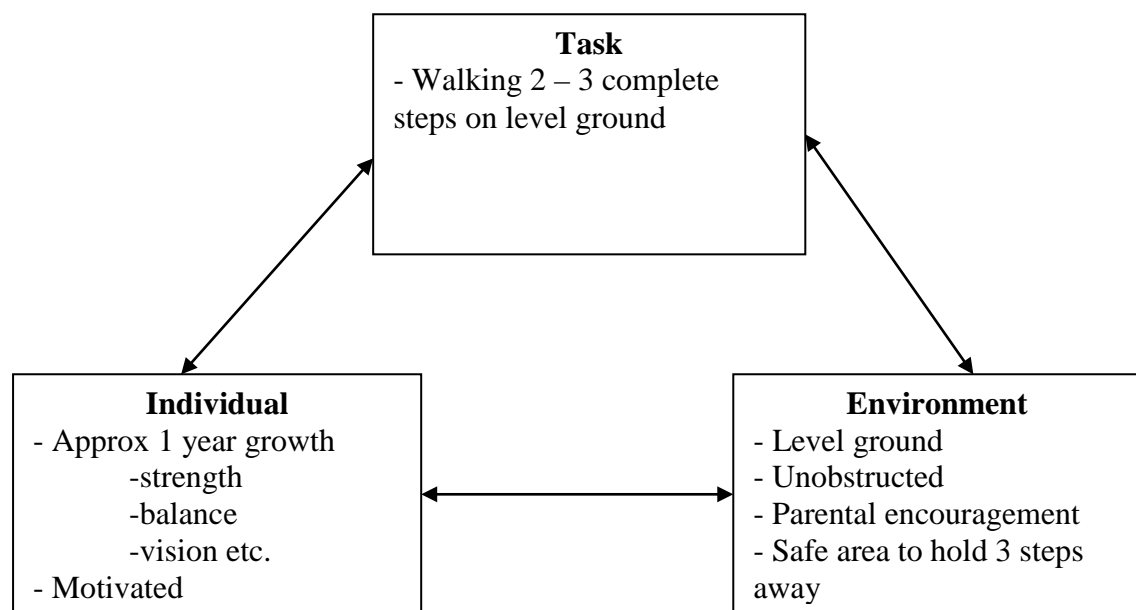 Task
- Walking 2 – 3 complete
steps on level ground
Individual
- Approx 1 year growth
-strength
-balance
-vision etc.
- Motivated
Environment
- Level ground
- Unobstructed
- Parental encouragement
- Safe area to hold 3 steps
away